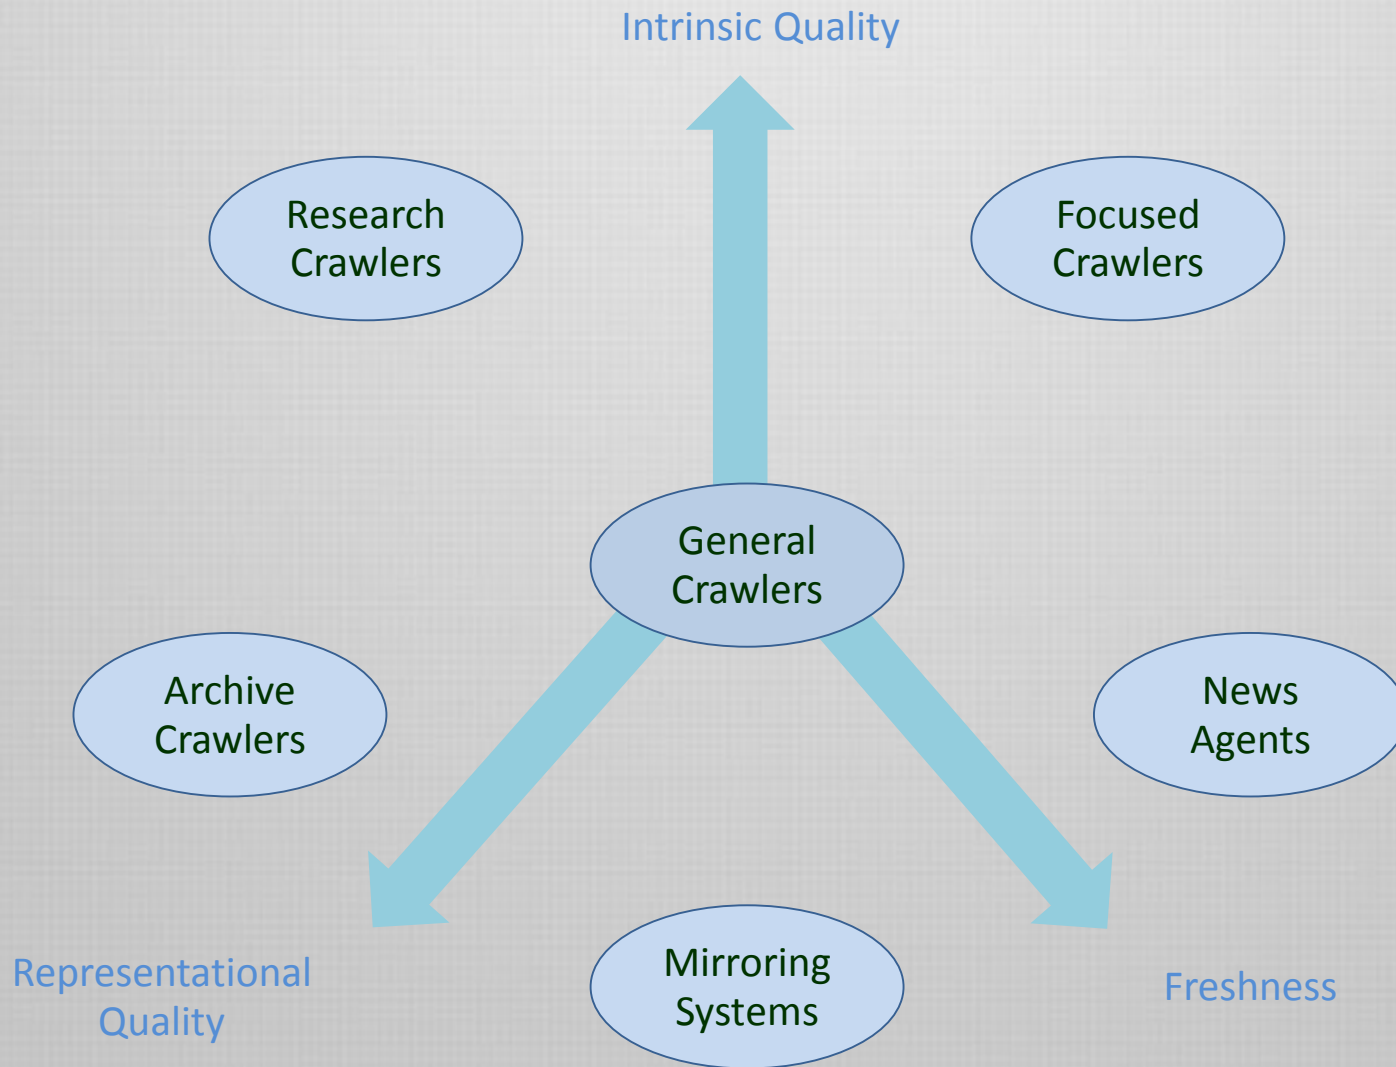 Intrinsic Quality
Research
Crawlers
Focused
Crawlers
General
Crawlers
Archive
Crawlers
News
Agents
Representational
Quality
Mirroring
Systems
Freshness